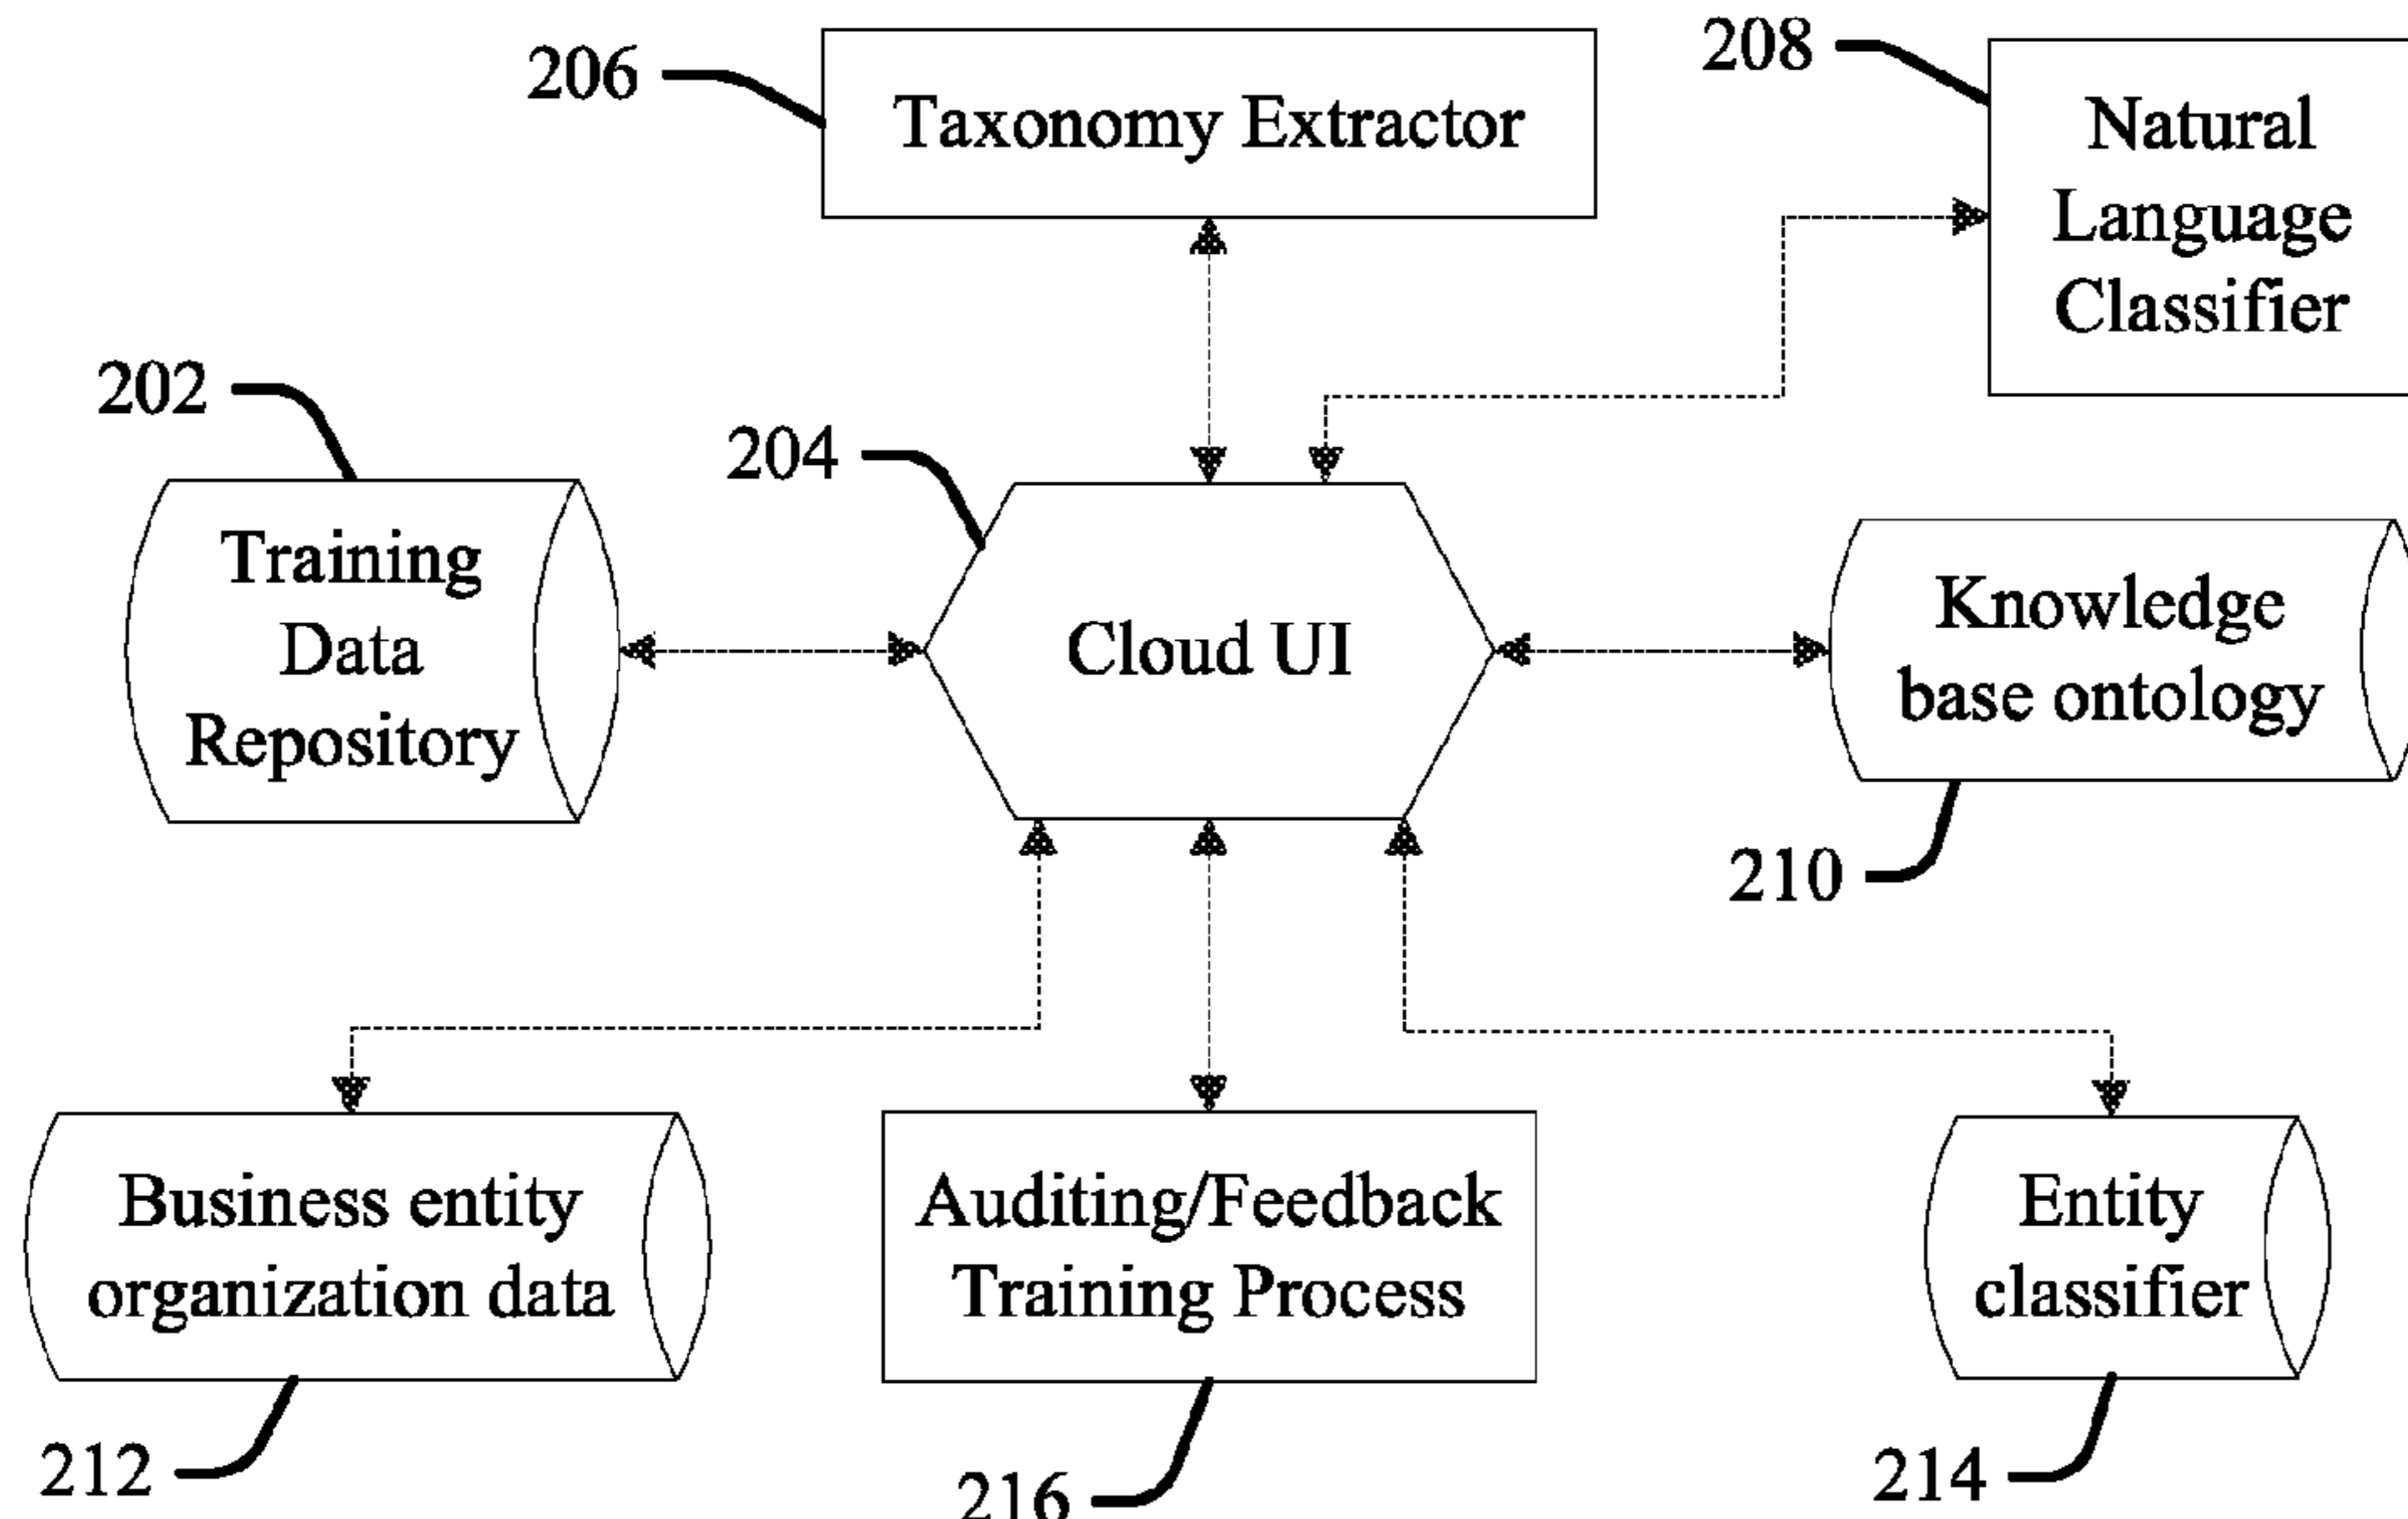 206
Taxonomy Extractor
208
Natural
Language
Classifier
202
Training
Data
Repository
204
Cloud UI
Knowledge
base ontology
210
Business entity
organization data
212
Auditing/Feedback
Training Process
216
Entity
classifier
214